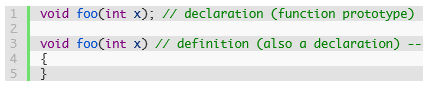 1 void foo(int x); // declaration (function prototype)
2
3 void foo(int x) // definition (also a declaration) --
4 {
5 }